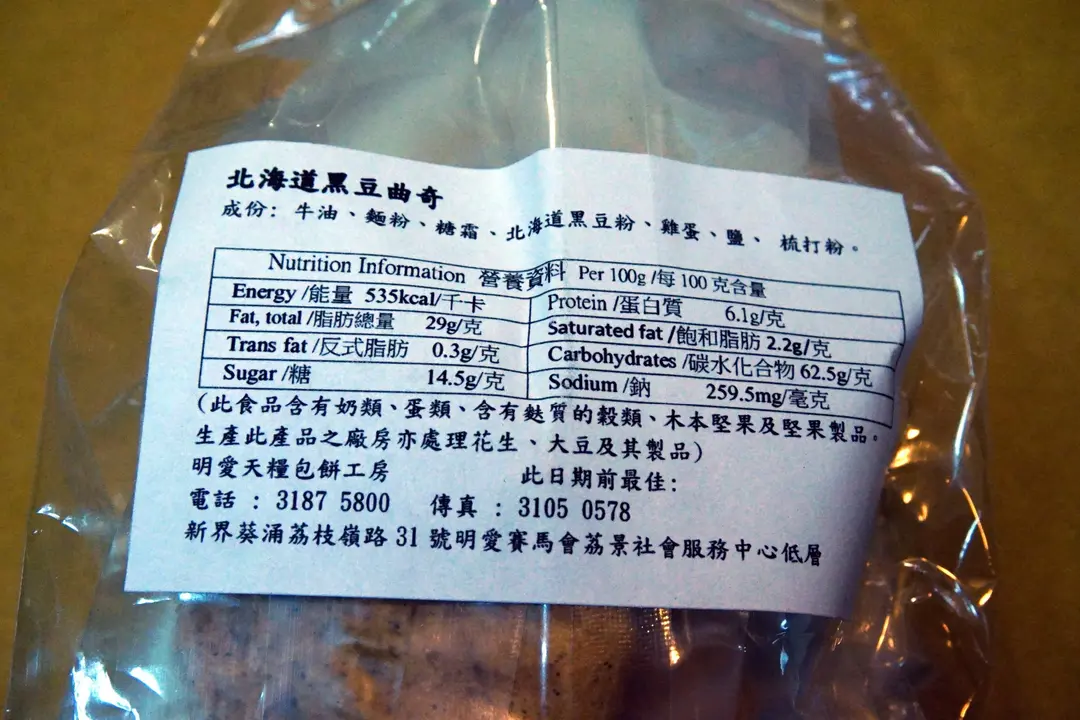 北海道黑豆曲奇
成份: 牛油、麵粉、糖霜、北海道黑豆粉、雞蛋、鹽、 梳打粉。
Nutrition Information 營養資料 Per 100g /每 100 克含量
Energy /能量 535kcal/千卡 Protein /蛋白質 6.1g/克
Fat, total /脂肪總量 29g/克 Saturated fat /飽和脂肪 2.2g/克
Trans fat /反式脂肪 0.3g/克 Carbohydrates /碳水化合物 62.5g/克
Sugar /糖 14.5g/克 Sodium /鈉 259.5mg/毫克
(此食品含有奶類、蛋類、含有麩質的穀類、木本堅果及堅果製品。
生產此產品之廠房亦處理花生、大豆及其製品)
明愛天糧包餅工房 此日期前最佳:
電話 : 3187 5800 傳真 : 3105 0578
新界葵涌荔枝嶺路 31 號明愛賽馬會荔景社會服務中心低層